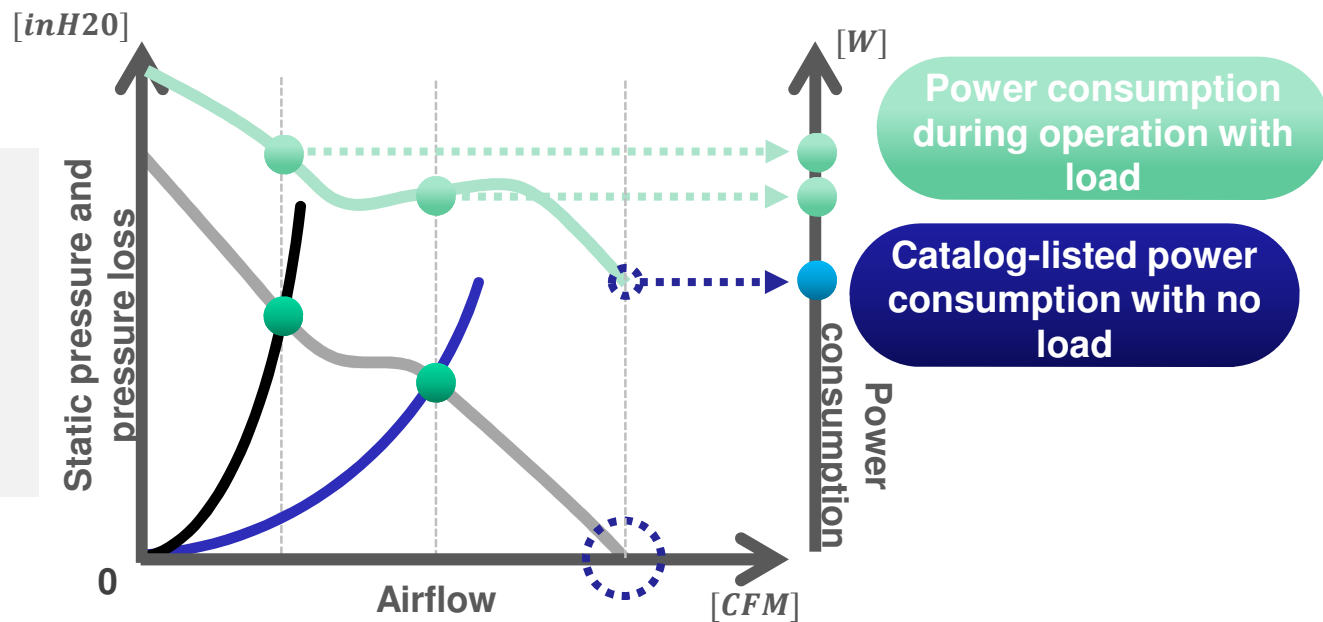 [inH20]
[W]
Power consumption
during operation with
load
Static pressure and
pressure loss
Catalog-listed power
consumption with no
load
Power
consumption
0
Airflow
[CFM]